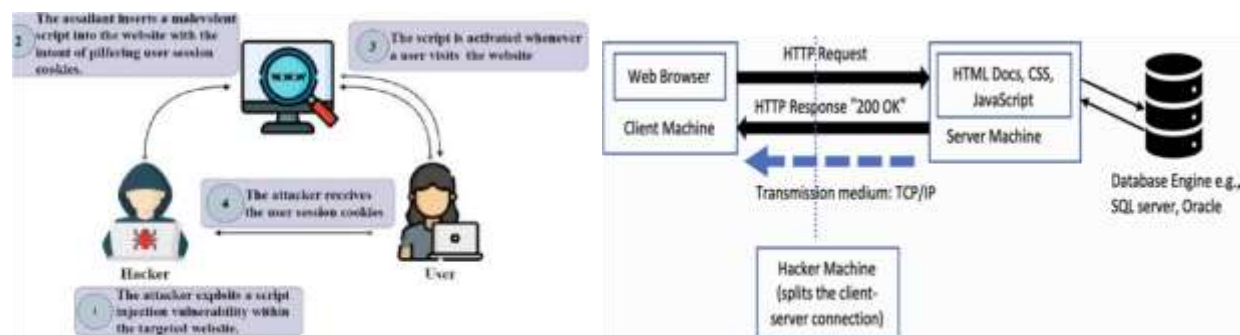 2
The assailant inserts a malevolent
script into the website with the
intent of pilfering user session
cookies.
WWW
3
The script is activated whenever
a user visits the website
4
The attacker receives
the user session cookies
Hacker
User
1
The attacker exploits a script
injection vulnerability within
the targeted website.
HTTP Request
Web Browser
Client Machine
HTTP Response "200 OK"
HTML Docs, CSS,
JavaScript
Server Machine
Transmission medium: TCP/IP
Database Engine e.g.,
SQL server, Oracle
Hacker Machine
(splits the client-
server connection)